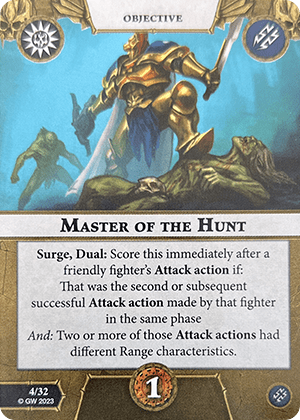 OBJECTIVE
MASTER OF THE HUNT
Surge, Dual: Score this immediately after a
friendly fighter's Attack action if:
That was the second or subsequent
successful Attack action made by that fighter
in the same phase
And: Two or more of those Attack actions had
different Range characteristics.
4/32
© GW 2023
1